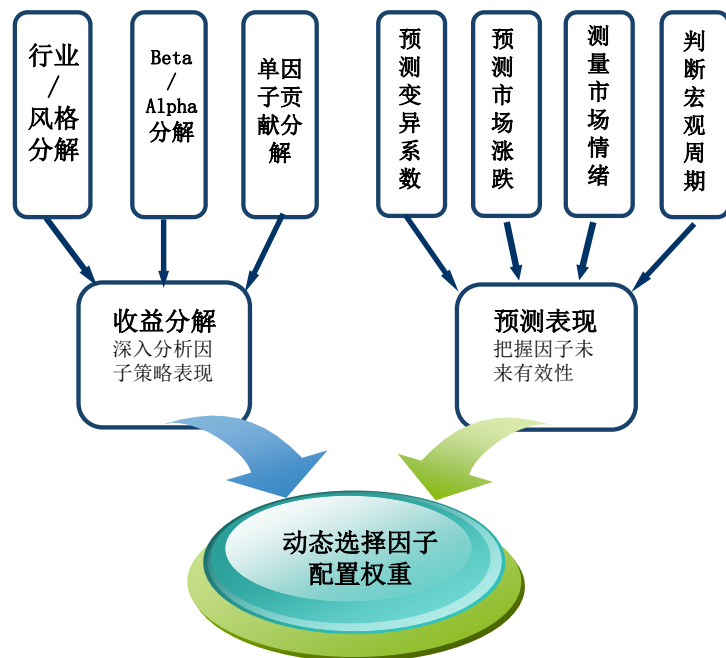 行业
/
风格
分解
Beta
/
Alpha
分解
单因
子贡
献分
解
预测变异系数
预测市场涨跌
测量市场情绪
判断宏观周期
收益分解
深入分析因
子策略表现
预测表现
把握因子未
来有效性
动态选择因子
配置权重